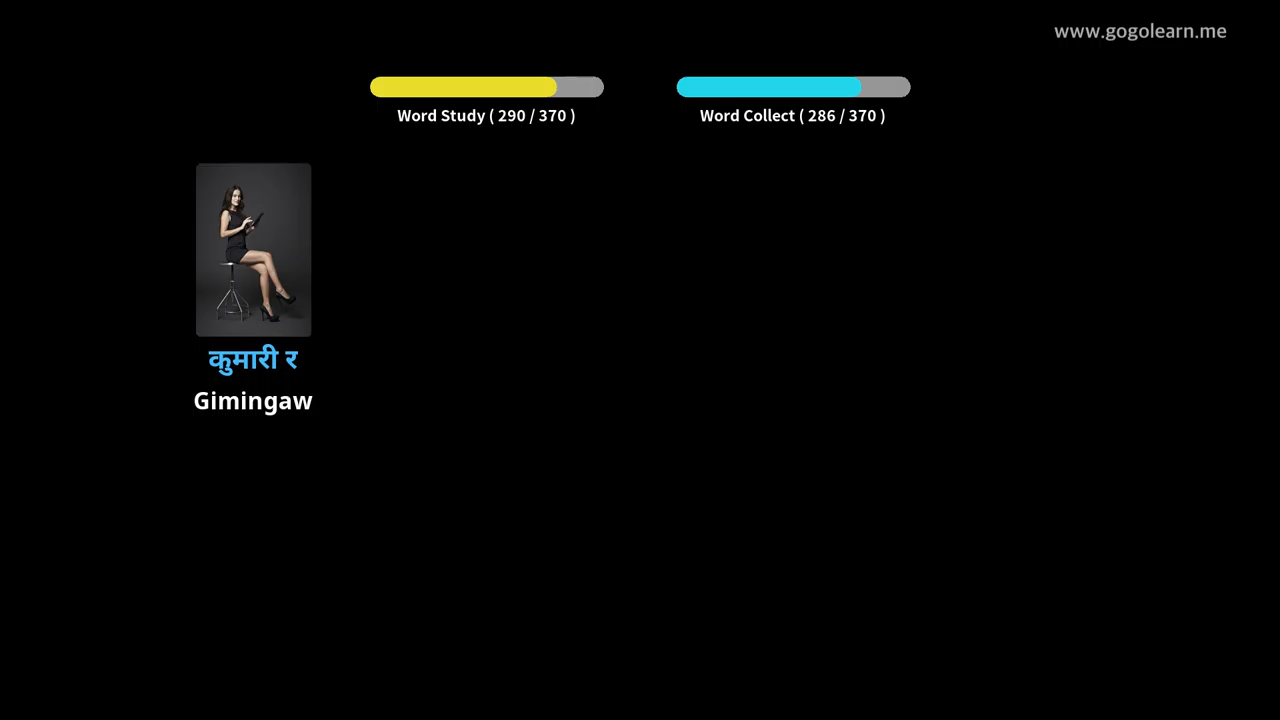 www.gogolearn.me
Word Study ( 290 / 370 )
Word Collect ( 286 / 370 )
कुमारी र
Gimingaw